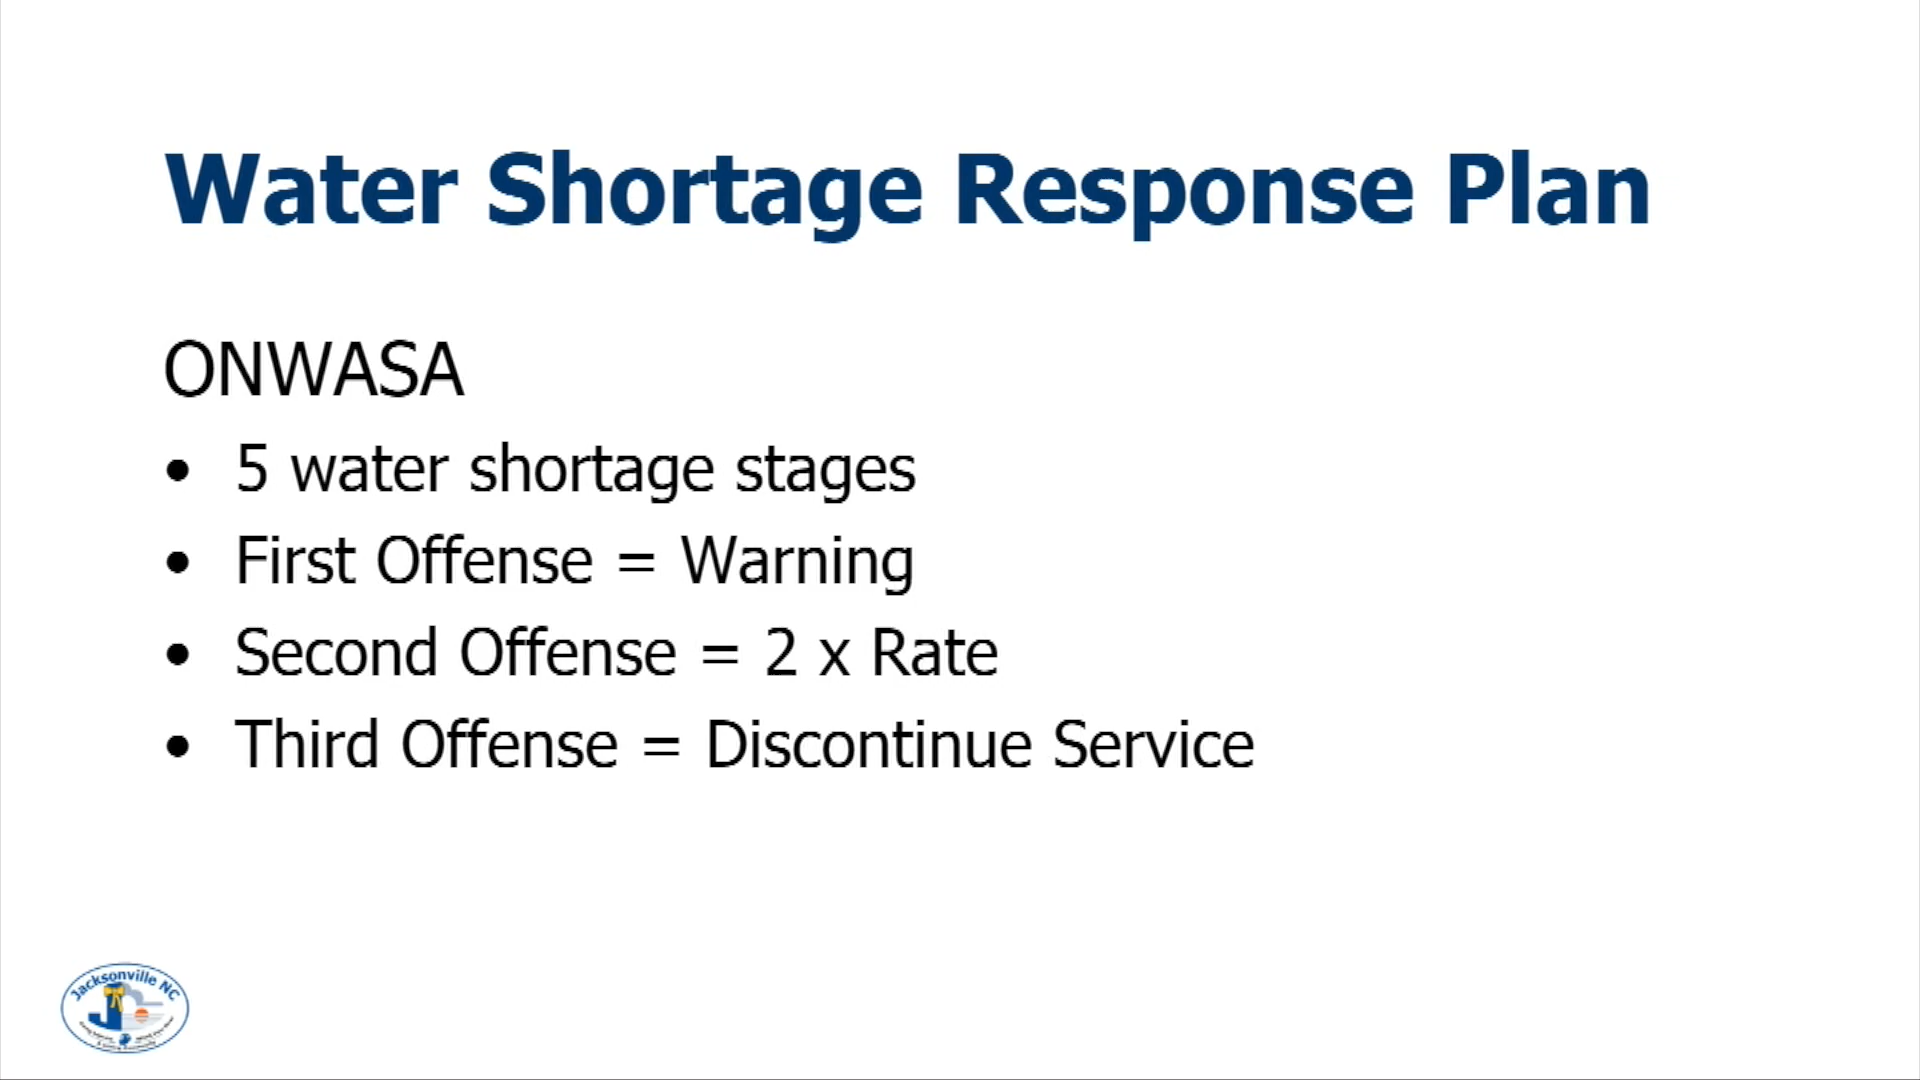 Water Shortage Response Plan
ONWASA
• 5 water shortage stages
• First Offense = Warning
• Second Offense = 2 x Rate
• Third Offense = Discontinue Service
Jacksonville NC